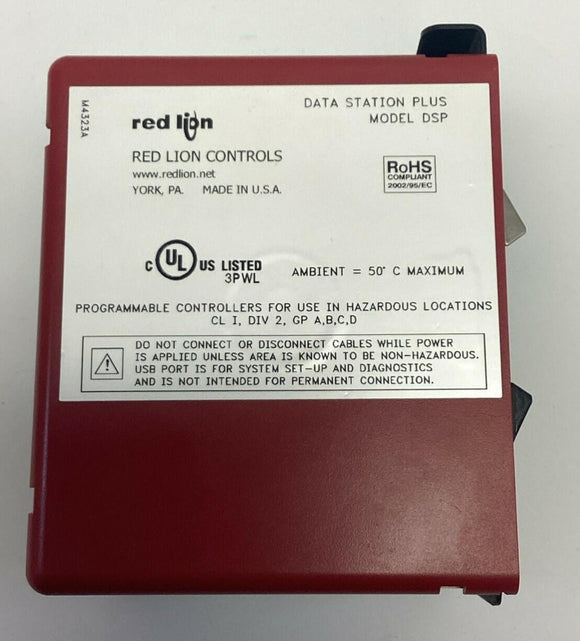 M4323A
red lion
DATA STATION PLUS
MODEL DSP
RED LION CONTROLS
www.redlion.net
YORK, PA. MADE IN U.S.A.
RoHS
COMPLIANT
2002/95/EC
C UL US LISTED
3PWL
AMBIENT = 50° C MAXIMUM
PROGRAMMABLE CONTROLLERS FOR USE IN HAZARDOUS LOCATIONS
CL I, DIV 2, GP A,B,C,D
DO NOT CONNECT OR DISCONNECT CABLES WHILE POWER
IS APPLIED UNLESS AREA IS KNOWN TO BE NON-HAZARDOUS.
USB PORT IS FOR SYSTEM SET-UP AND DIAGNOSTICS
AND IS NOT INTENDED FOR PERMANENT CONNECTION.